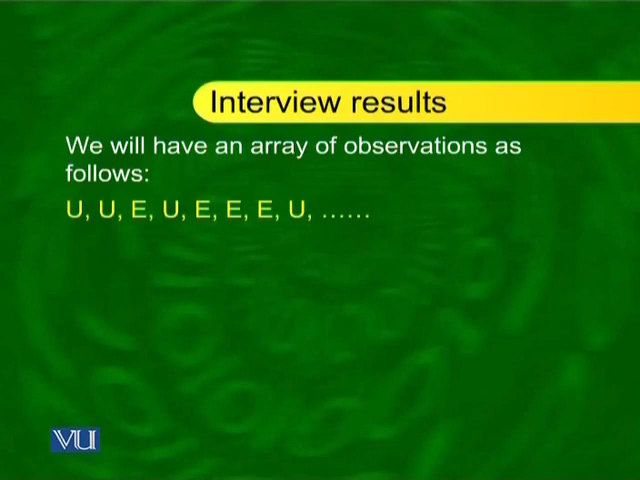 Interview results
We will have an array of observations as
follows:
U, U, E, U, E, E, E, U, ......
VU